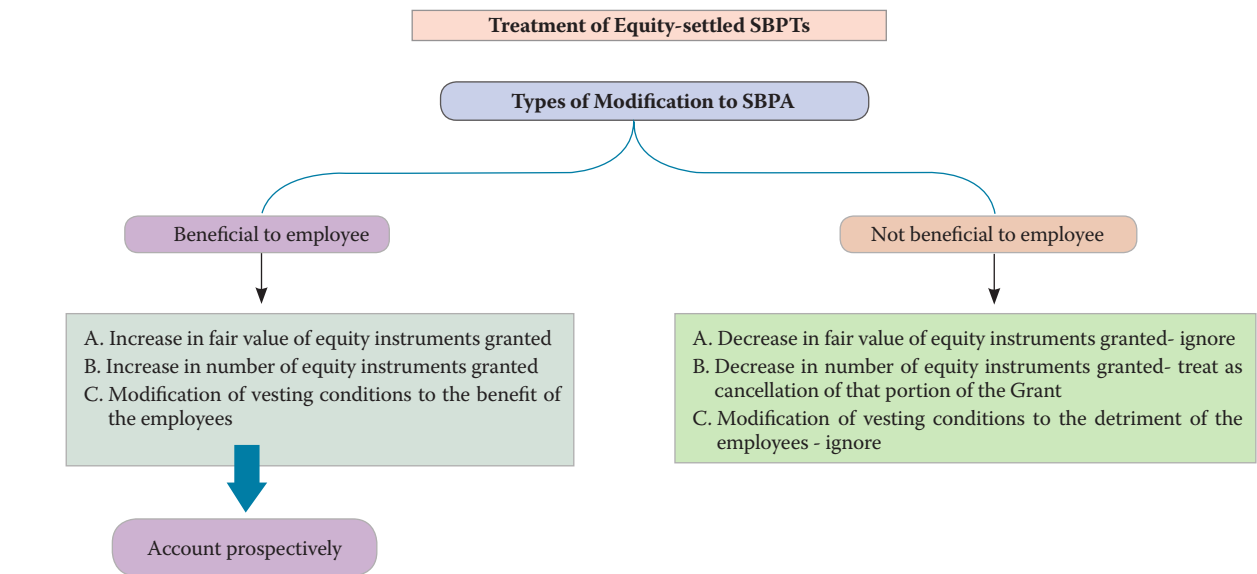 Treatment of Equity-settled SBPTs
Types of Modification to SBPA
Beneficial to employee
Not beneficial to employee
A. Increase in fair value of equity instruments granted
B. Increase in number of equity instruments granted
C. Modification of vesting conditions to the benefit of
the employees
A. Decrease in fair value of equity instruments granted- ignore
B. Decrease in number of equity instruments granted- treat as
cancellation of that portion of the Grant
C. Modification of vesting conditions to the detriment of the
employees - ignore
Account prospectively